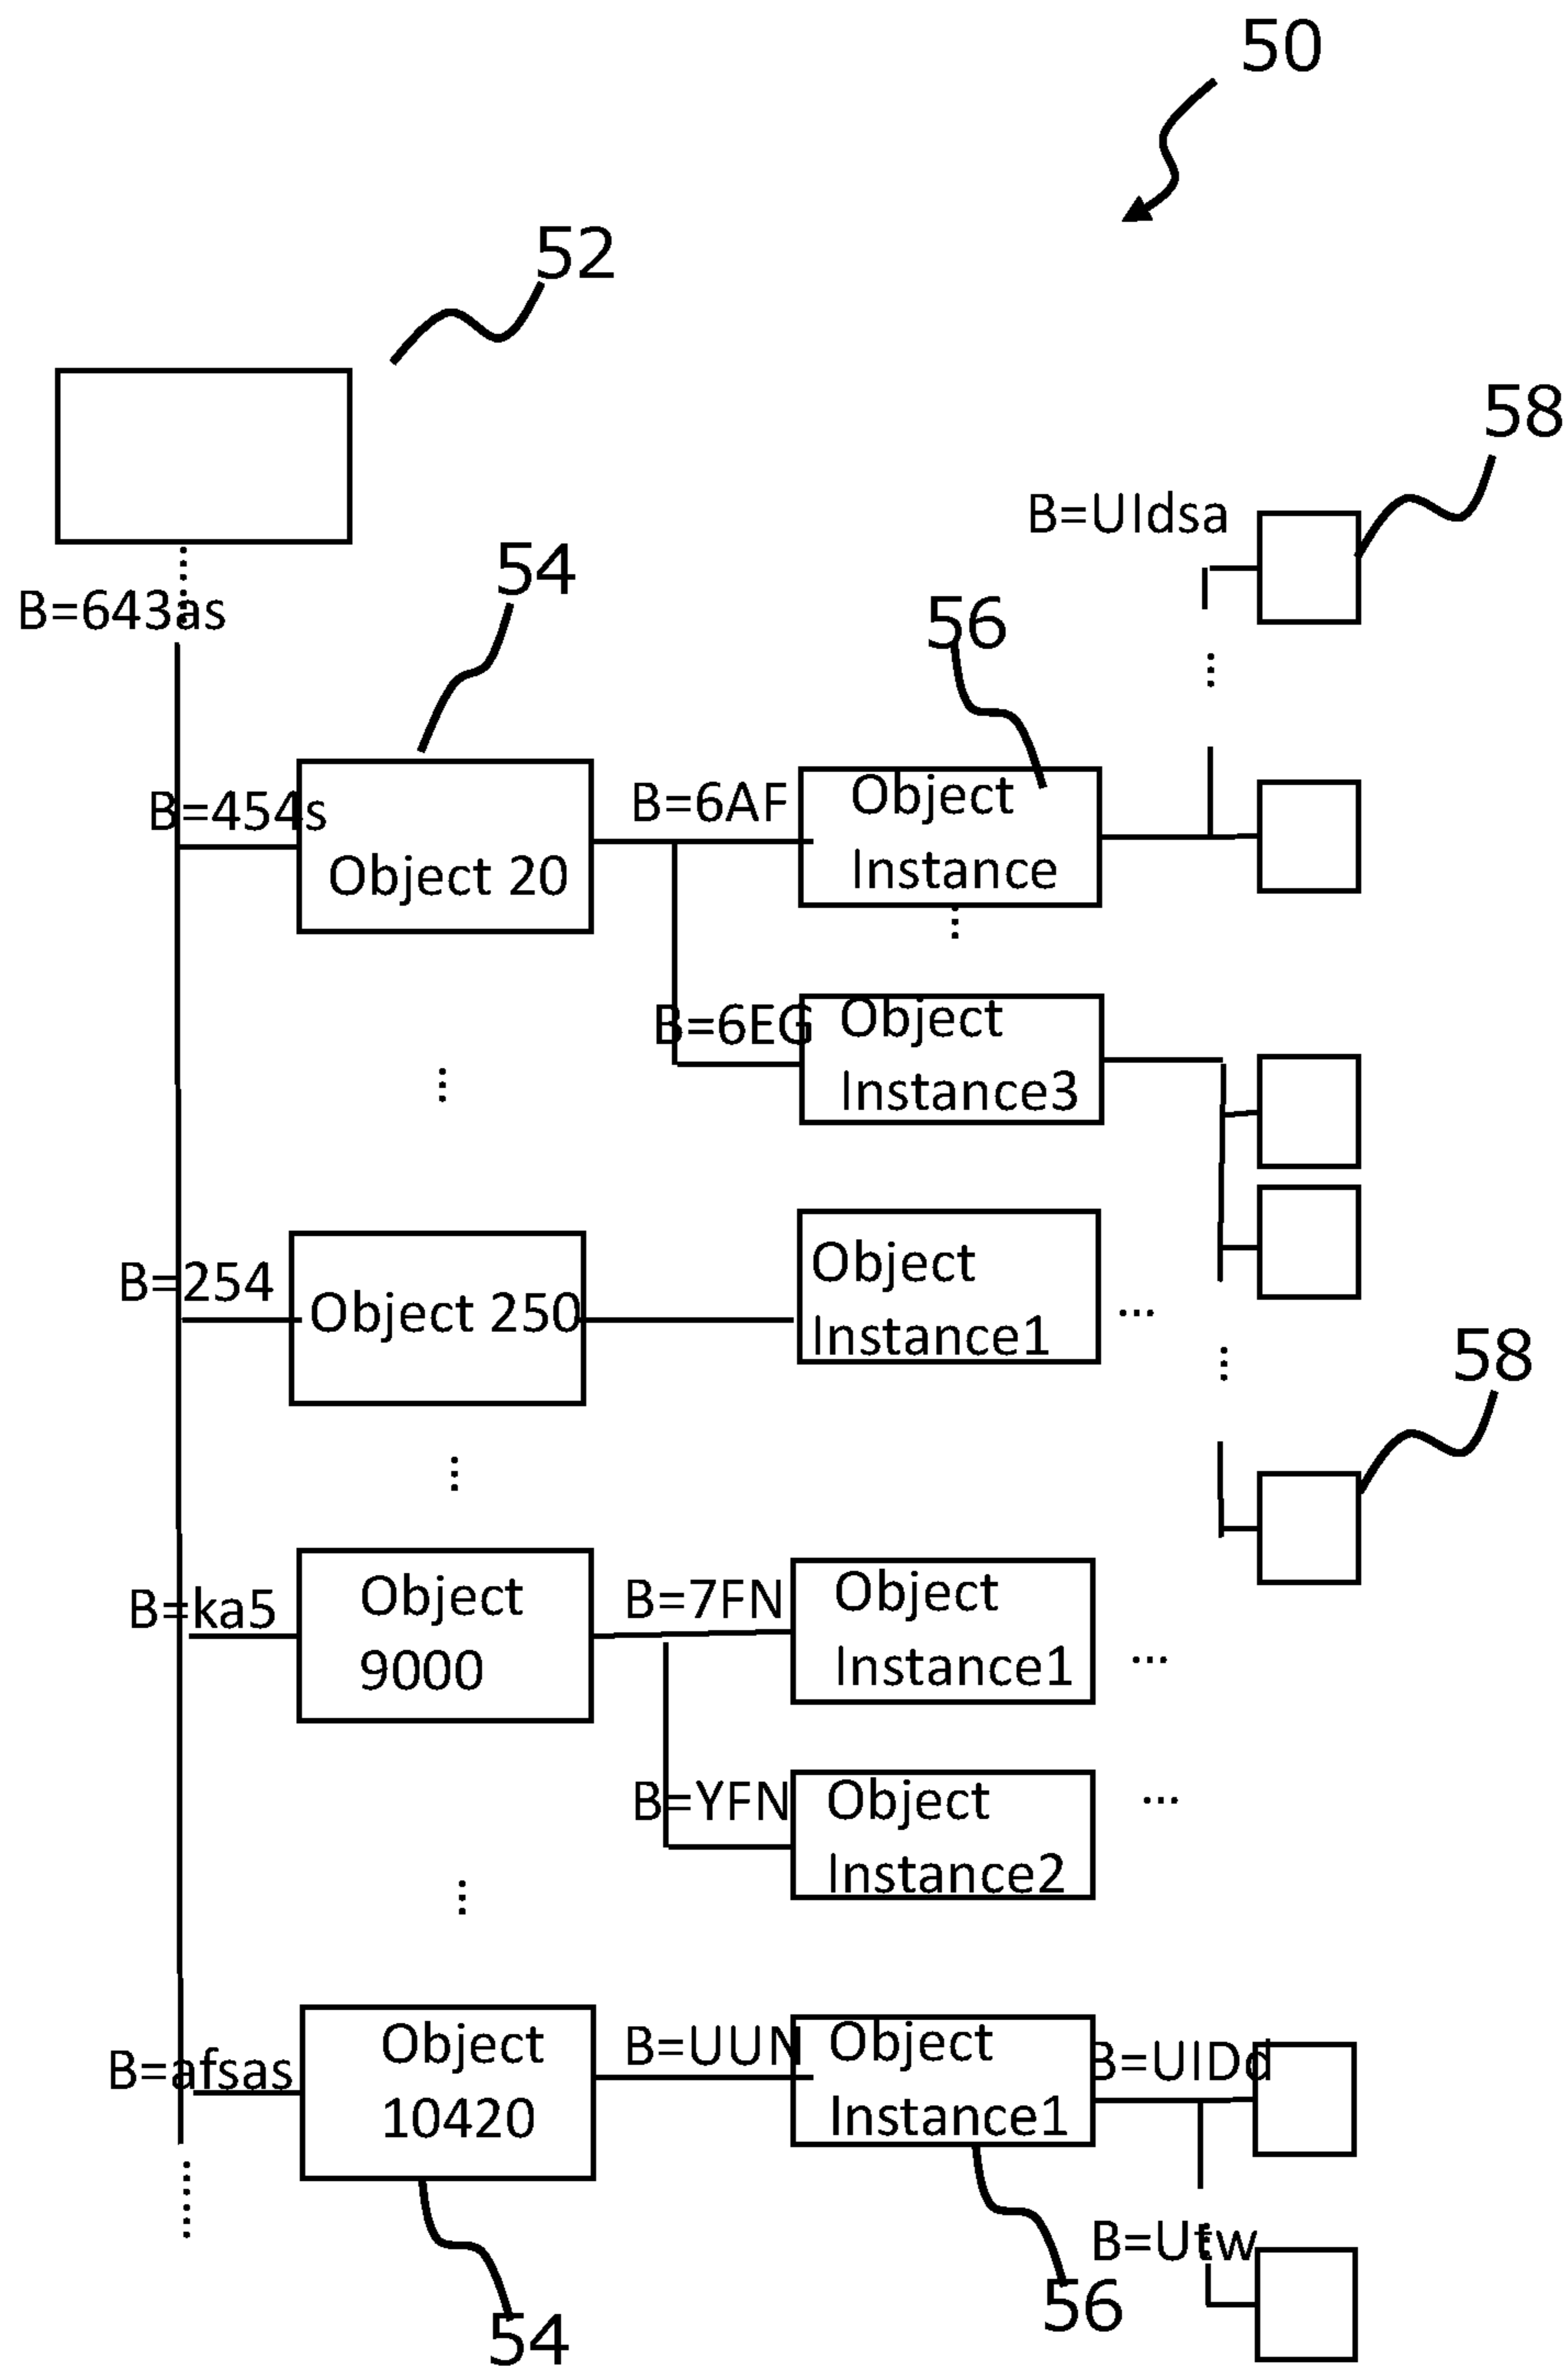 50
52
58
B=UIdsa
54
B=643as
56
B=454s
Object 20
B=6AF
Object
Instance
B=6EG
Object
Instance3
B=254
Object 250
Object
Instance1
58
B=ka5
Object
9000
B=7FN
Object
Instance1
...
B=YFN
Object
Instance2
...
B=afsas
Object
10420
B=UUN
Object
Instance1
B=UIDd
B=Utw
54
56